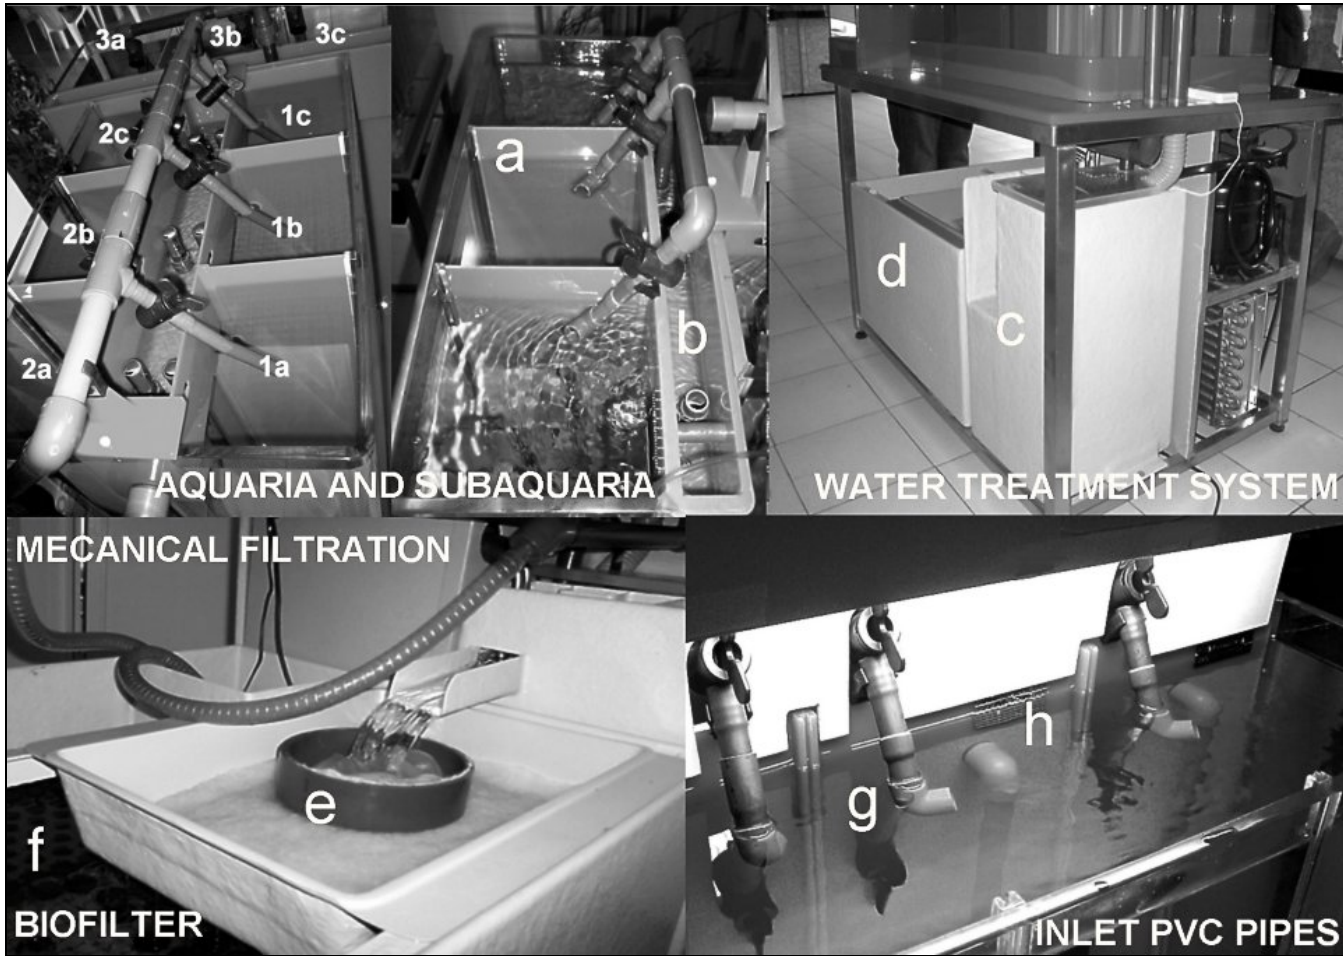 3a 3b 3c
2c 1c
2b 1b
2a 1a
a
b
AQUARIA AND SUBAQUARIA
d
c
WATER TREATMENT SYSTEM
MECANICAL FILTRATION
e
f
BIOFILTER
h
g
INLET PVC PIPES